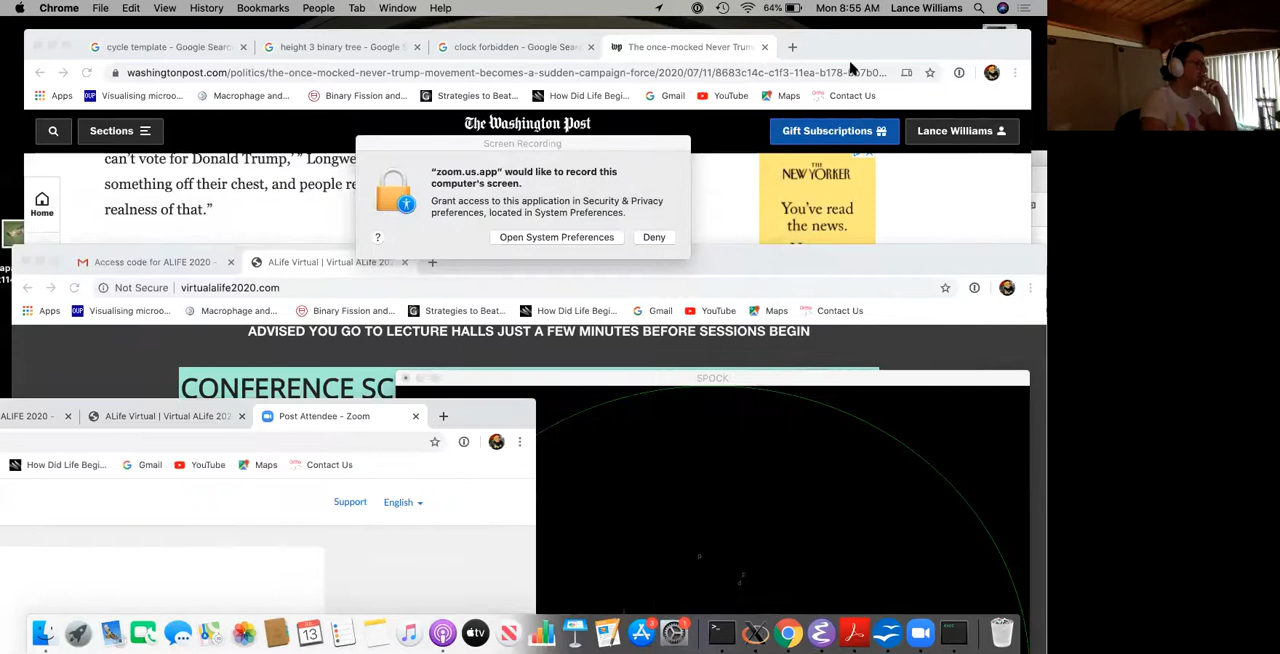 Chrome File Edit View History Bookmarks People Tab Window Help 64% Mon 8:55 AM Lance Williams
cycle template - Google Search height 3 binary tree - Google S clock forbidden - Google Searc The once-mocked Never Trum
washingtonpost.com/politics/the-once-mocked-never-trump-movement-becomes-a-sudden-campaign-force/2020/07/11/8683c14c-c1f3-11ea-b178-
Apps Visualising microo... Macrophage and... Binary Fission and... Strategies to Beat... How Did Life Begi... Gmail YouTube Maps Contact Us
Sections The Washington Post Gift Subscriptions Lance Williams
can't vote for Donald Trump,’” Longwe
something off their chest, and people re
realness of that.”
Home
THE
NEW YORKER
You've read
the news.
Screen Recording
"zoom.us.app" would like to record this
computer's screen.
Grant access to this application in Security & Privacy
preferences, located in System Preferences.
? Open System Preferences Deny
Access code for ALIFE 2020 - ALife Virtual | Virtual ALife 202
Not Secure virtualalife2020.com
Apps Visualising microo... Macrophage and... Binary Fission and... Strategies to Beat... How Did Life Begi... Gmail YouTube Maps Contact Us
ADVISED YOU GO TO LECTURE HALLS JUST A FEW MINUTES BEFORE SESSIONS BEGIN
CONFERENCE SC
SPOCK
ALIFE 2020 - ALife Virtual | Virtual ALife 202 Post Attendee - Zoom
How Did Life Begi... Gmail YouTube Maps Contact Us
Support English
p
d
JUL
13
tv
3
1